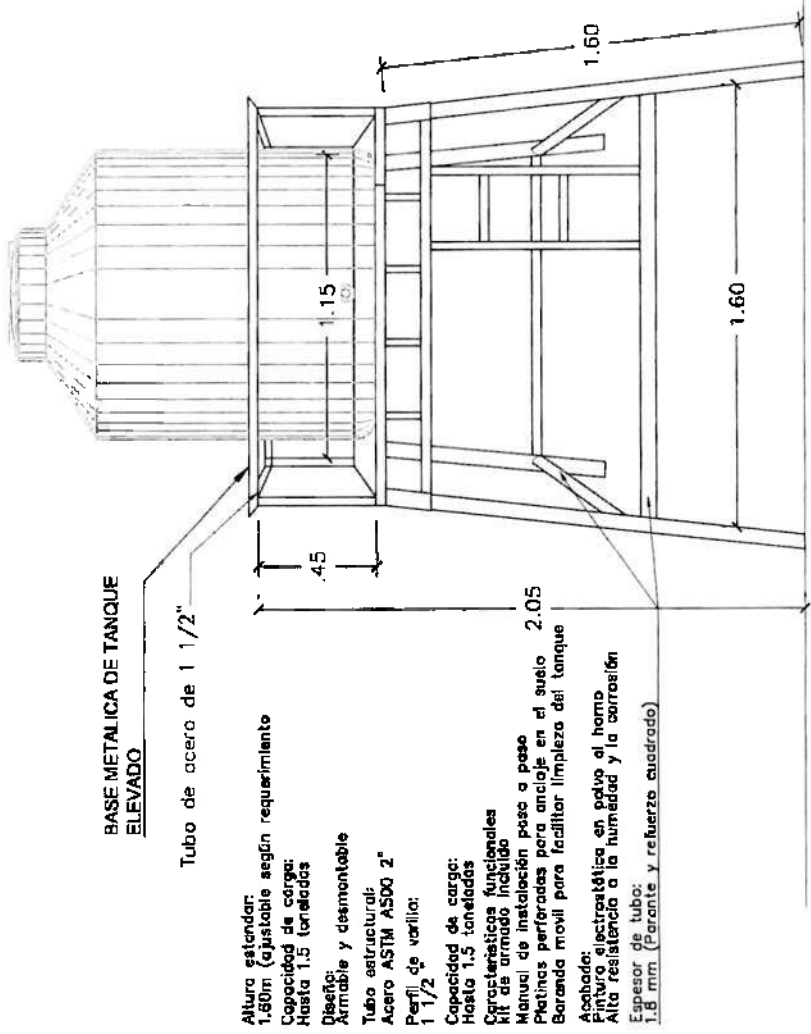 BASE METALICA DE TANQUE
ELEVADO
Tubo de acero de 1 1/2"
Altura estandar:
1.60m (ajustable según requerimiento
Capacidad de cárga:
Hasta 1.5 toneladas
Diseño:
Armable y desmontable
Tubo estructural:
Acero ASTM A500 2"
Perfil de varilla:
1 1/2 "
Capacidad de cargo:
Hasta 1.5 toneladas
Características funcionales
kit de armado incluido
Manual de instalación paso a paso
Platinas perforadas para anclaje en el suelo
Baranda movil para facilitar limpieza del tanque
Acabado:
Pintura electrostática en polvo al horno
Alta resistencia a la humedad y la corrosión
Espesor de tubo:
1.8 mm (Parante y refuerzo cuadrado)
.45
2.05
1.15
1.60
1.60